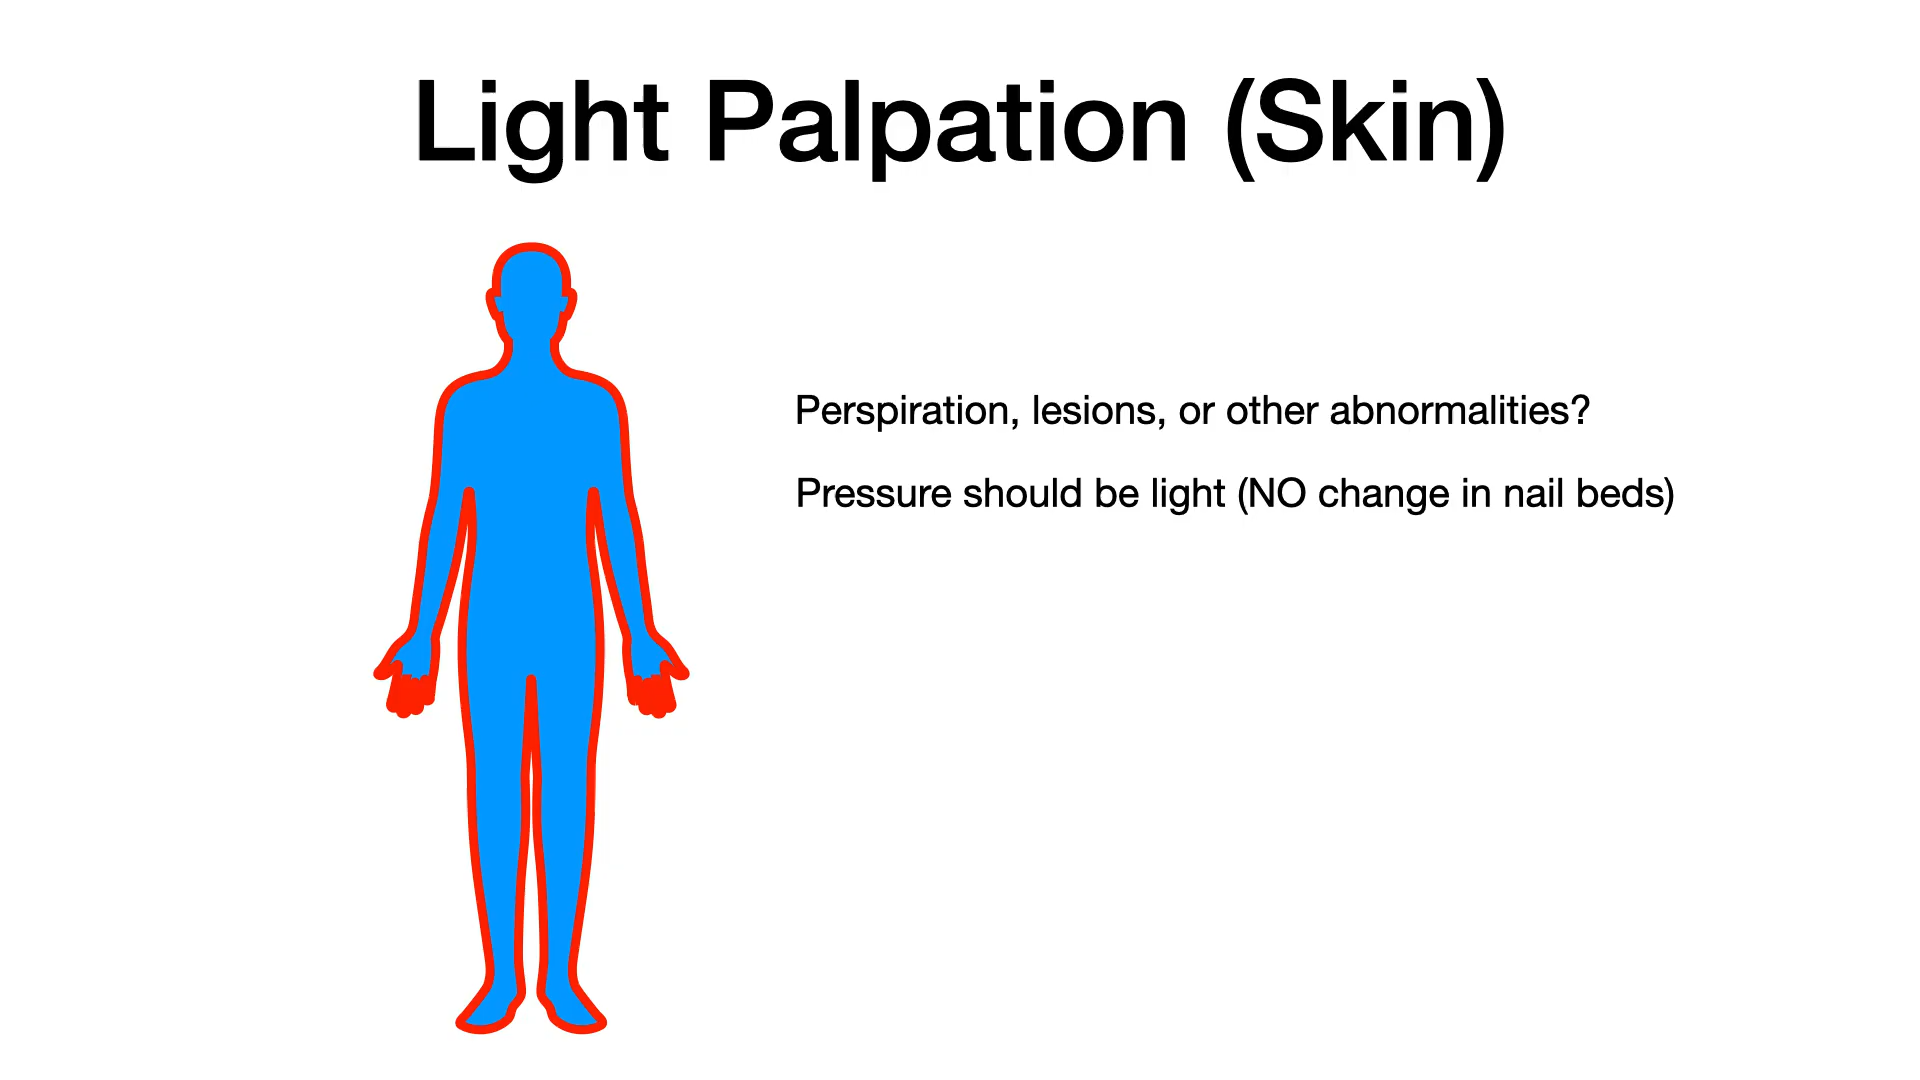 Light Palpation (Skin)
Perspiration, lesions, or other abnormalities?
Pressure should be light (NO change in nail beds)